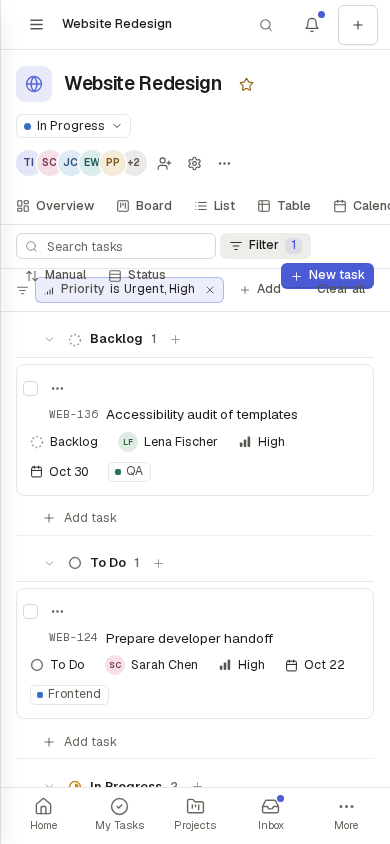 Website Redesign
Website Redesign
In Progress
TI SC JC EW PP +2
Overview Board List Table Calen
Search tasks Filter 1
Manual Status New task
Priority is Urgent, High Add Clear all
Backlog 1
WEB-136 Accessibility audit of templates
Backlog LF Lena Fischer High
Oct 30 QA
Add task
To Do 1
WEB-124 Prepare developer handoff
To Do SC Sarah Chen High Oct 22
Frontend
Add task
In Progress 2
Home My Tasks Projects Inbox More